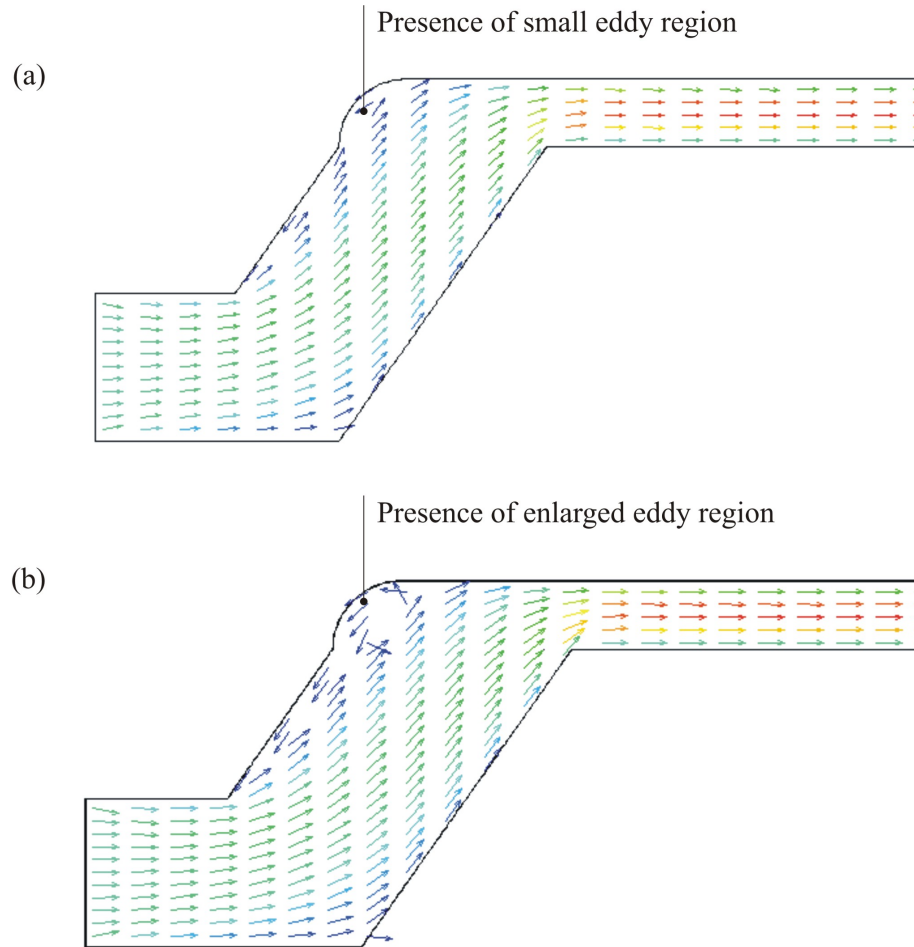 Presence of small eddy region
(a)
Presence of enlarged eddy region
(b)